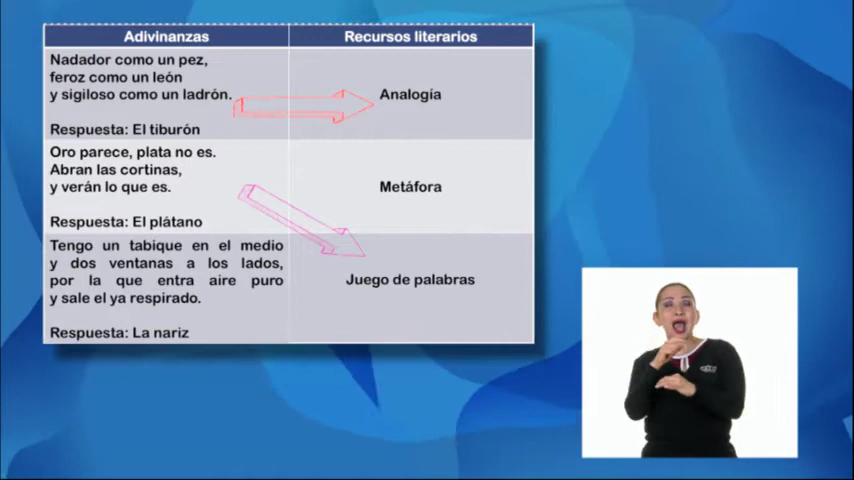 Adivinanzas
Recursos literarios
Nadador como un pez,
feroz como un león
y sigiloso como un ladrón.
Respuesta: El tiburón
Analogía
Oro parece, plata no es.
Abran las cortinas,
y verán lo que es.
Respuesta: El plátano
Metáfora
Tengo un tabique en el medio
y dos ventanas a los lados,
por la que entra aire puro
y sale el ya respirado.
Respuesta: La nariz
Juego de palabras